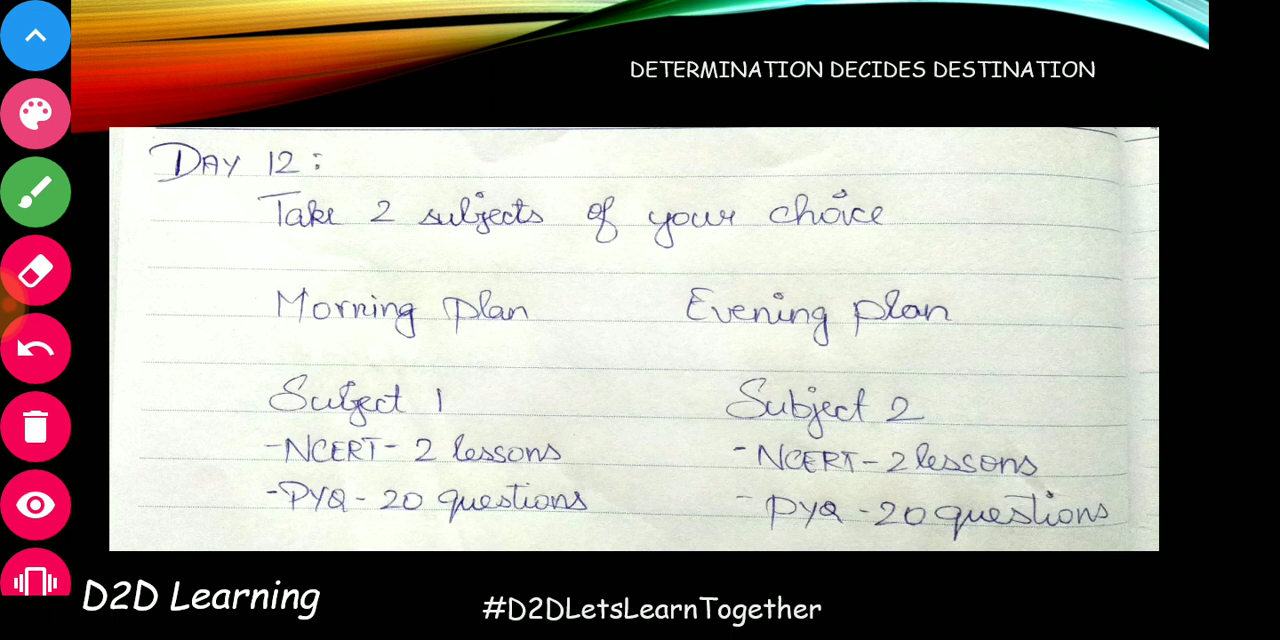 DETERMINATION DECIDES DESTINATION
DAY 12:
Take 2 subjects of your choice
Morning plan Evening plan
Subject 1 Subject 2
-NCERT- 2 lessons - NCERT - 2 lessons
-PYQ - 20 questions - PYQ - 20 questions
D2D Learning
#D2DLetsLearnTogether